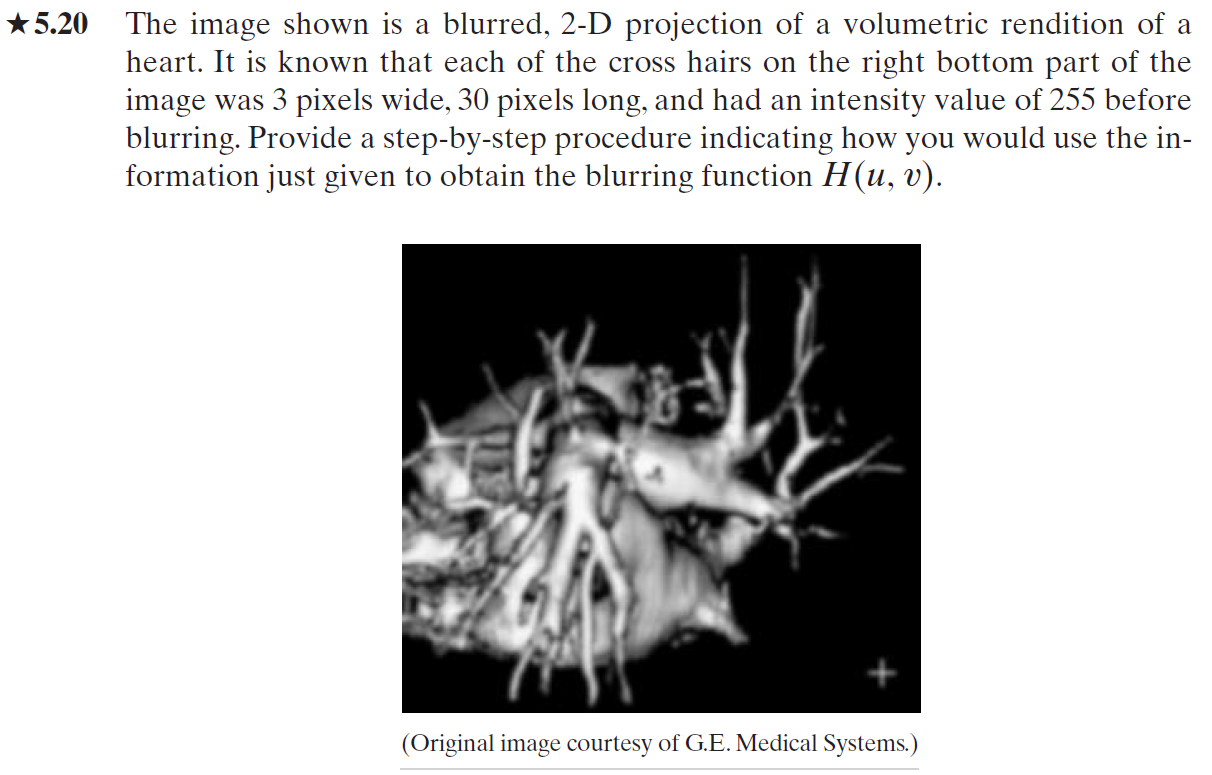 ★5.20 The image shown is a blurred, 2-D projection of a volumetric rendition of a
heart. It is known that each of the cross hairs on the right bottom part of the
image was 3 pixels wide, 30 pixels long, and had an intensity value of 255 before
blurring. Provide a step-by-step procedure indicating how you would use the in-
formation just given to obtain the blurring function H(u, v).
(Original image courtesy of G.E. Medical Systems.)